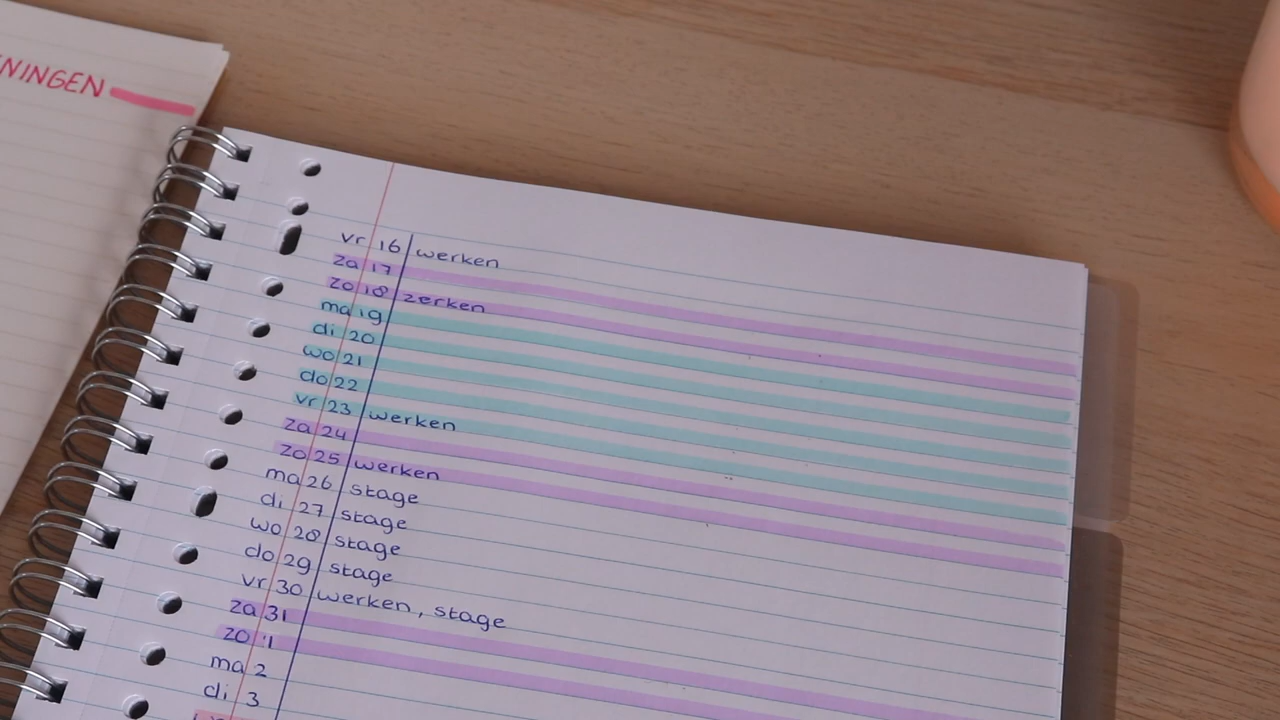 NINGEN
vr 16 werken
za 17
zo 18 zerken
ma 19
di 20
wo 21
do 22
vr 23 werken
za 24
zo 25 werken
ma 26 stage
di 27 stage
wo 28 stage
do 29 stage
vr 30 werken, stage
za 31
zo 1
ma 2
di 3